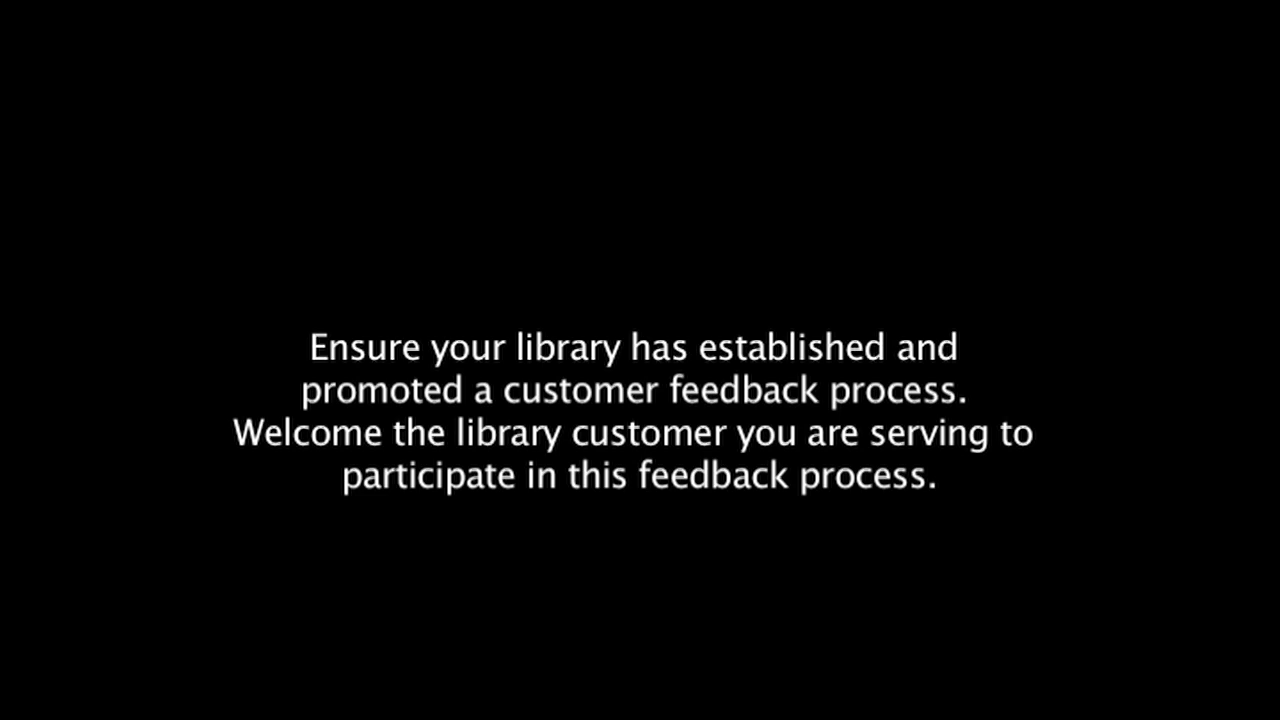 Ensure your library has established and
promoted a customer feedback process.
Welcome the library customer you are serving to
participate in this feedback process.